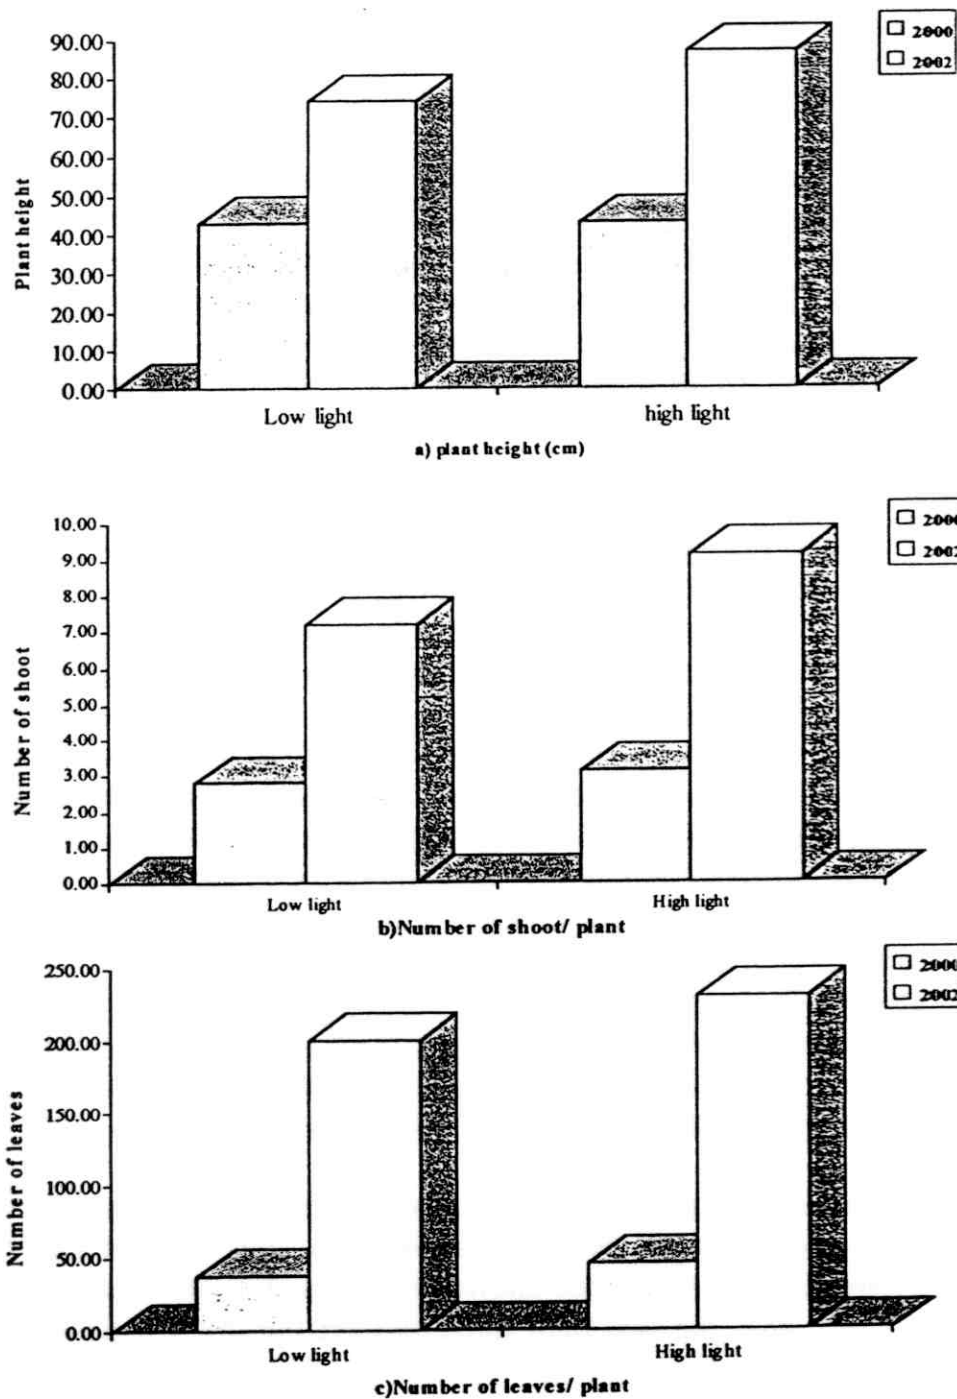 2000
2002
90.00
80.00
70.00
60.00
50.00
40.00
30.00
20.00
10.00
0.00
Plant height
Low light
high light
a) plant height (cm)
2000
2002
10.00
9.00
8.00
7.00
6.00
5.00
4.00
3.00
2.00
1.00
0.00
Number of shoot
Low light
High light
b)Number of shoot/ plant
2000
2002
250.00
200.00
150.00
100.00
50.00
0.00
Number of leaves
Low light
High light
c)Number of leaves/ plant